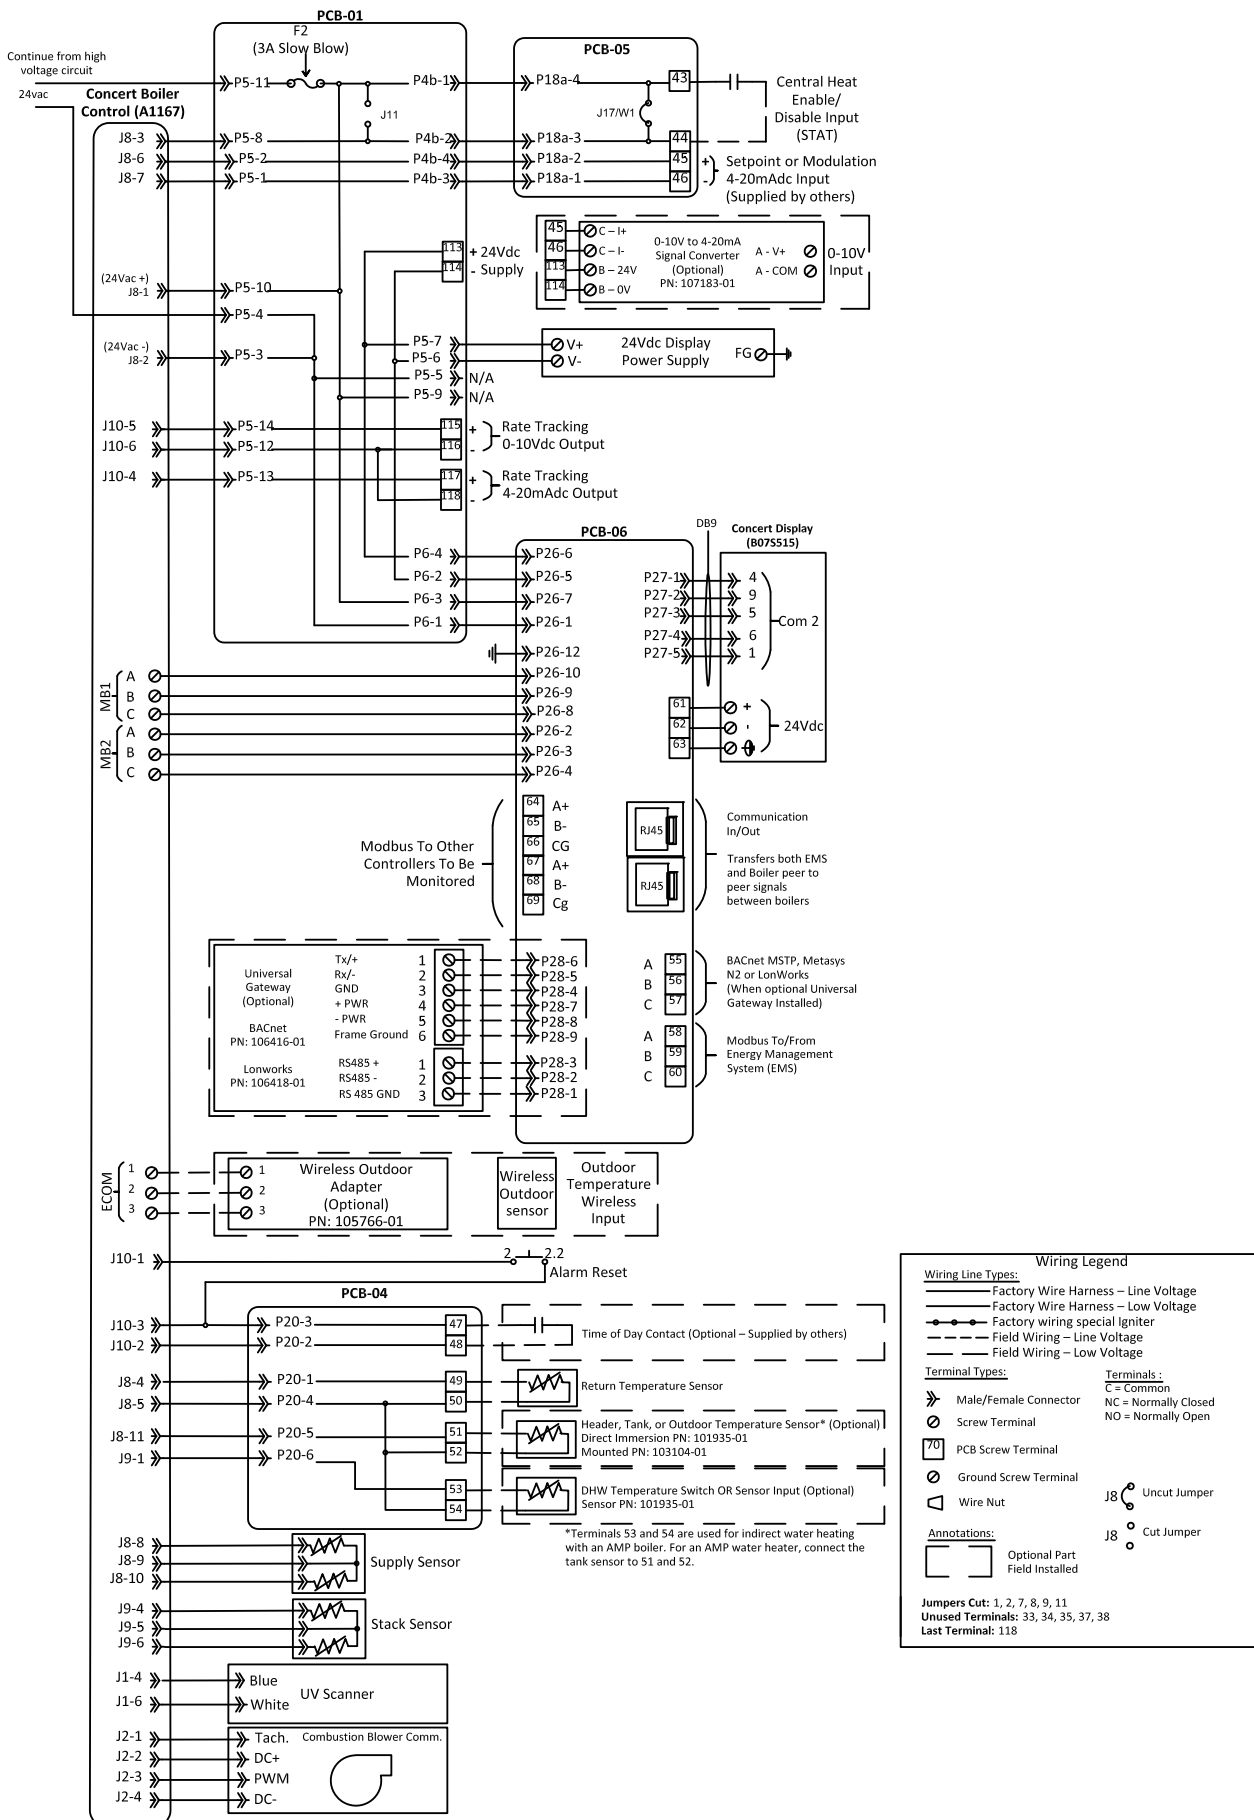 PCB-01
F2
(3A Slow Blow)
Continue from high
voltage circuit
24vac
Concert Boiler
Control (A1167)
P5-11
P4b-1
J11
J8-3
P5-8
P4b-2
J8-6
P5-2
P4b-4
J8-7
P5-1
P4b-3
PCB-05
P18a-4
43
J17/W1
P18a-3
44
P18a-2
45
P18a-1
46
Central Heat
Enable/
Disable Input
(STAT)
+
-
Setpoint or Modulation
4-20mAdc Input
(Supplied by others)
113
+ 24Vdc
114
- Supply
45
C – I+
46
C – I-
113
B – 24V
114
B – 0V
0-10V to 4-20mA
Signal Converter
(Optional)
PN: 107183-01
A - V+
A - COM
0-10V
Input
(24Vac +)
J8-1
P5-10
P5-4
(24Vac -)
J8-2
P5-3
P5-7
P5-6
P5-5
N/A
P5-9
N/A
V+
V-
24Vdc Display
Power Supply
FG
J10-5
P5-14
115
+
J10-6
P5-12
116
-
Rate Tracking
0-10Vdc Output
J10-4
P5-13
117
+
118
-
Rate Tracking
4-20mAdc Output
PCB-06
P6-4
P26-6
P6-2
P26-5
P6-3
P26-7
P6-1
P26-1
P26-12
DB9
Concert Display
(B07S515)
P27-1
4
P27-2
9
P27-3
5
P27-4
6
P27-5
1
Com 2
MB1
A
P26-10
B
P26-9
C
P26-8
MB2
A
P26-2
B
P26-3
C
P26-4
61
+
62
-
63
24Vdc
Modbus To Other
Controllers To Be
Monitored
64
A+
65
B-
66
CG
67
A+
68
B-
69
Cg
RJ45
RJ45
Communication
In/Out
Transfers both EMS
and Boiler peer to
peer signals
between boilers
Universal
Gateway
(Optional)
BACnet
PN: 106416-01
Lonworks
PN: 106418-01
Tx/+
1
P28-6
Rx/-
2
P28-5
GND
3
P28-4
+ PWR
4
P28-7
- PWR
5
P28-8
Frame Ground
6
P28-9
RS485 +
1
P28-3
RS485 -
2
P28-2
RS 485 GND
3
P28-1
A
55
B
56
C
57
BACnet MSTP, Metasys
N2 or LonWorks
(When optional Universal
Gateway Installed)
A
58
B
59
C
60
Modbus To/From
Energy Management
System (EMS)
ECOM
1
1
2
2
3
3
Wireless Outdoor
Adapter
(Optional)
PN: 105766-01
Wireless
Outdoor
sensor
Outdoor
Temperature
Wireless
Input
J10-1
2
2.2
Alarm Reset
PCB-04
J10-3
P20-3
47
J10-2
P20-2
48
Time of Day Contact (Optional – Supplied by others)
J8-4
P20-1
49
J8-5
P20-4
50
Return Temperature Sensor
J8-11
P20-5
51
J9-1
P20-6
52
Header, Tank, or Outdoor Temperature Sensor* (Optional)
Direct Immersion PN: 101935-01
Mounted PN: 103104-01
53
54
DHW Temperature Switch OR Sensor Input (Optional)
Sensor PN: 101935-01
*Terminals 53 and 54 are used for indirect water heating
with an AMP boiler. For an AMP water heater, connect the
tank sensor to 51 and 52.
J8-8
J8-9
J8-10
Supply Sensor
J9-4
J9-5
J9-6
Stack Sensor
J1-4
Blue
J1-6
White
UV Scanner
J2-1
Tach.
J2-2
DC+
J2-3
PWM
J2-4
DC-
Combustion Blower Comm.
Wiring Legend
Wiring Line Types:
Factory Wire Harness – Line Voltage
Factory Wire Harness – Low Voltage
Factory wiring special Igniter
Field Wiring – Line Voltage
Field Wiring – Low Voltage
Terminal Types:
Male/Female Connector
Screw Terminal
70
PCB Screw Terminal
Ground Screw Terminal
Wire Nut
Terminals :
C = Common
NC = Normally Closed
NO = Normally Open
J8
Uncut Jumper
J8
Cut Jumper
Annotations:
Optional Part
Field Installed
Jumpers Cut: 1, 2, 7, 8, 9, 11
Unused Terminals: 33, 34, 35, 37, 38
Last Terminal: 118